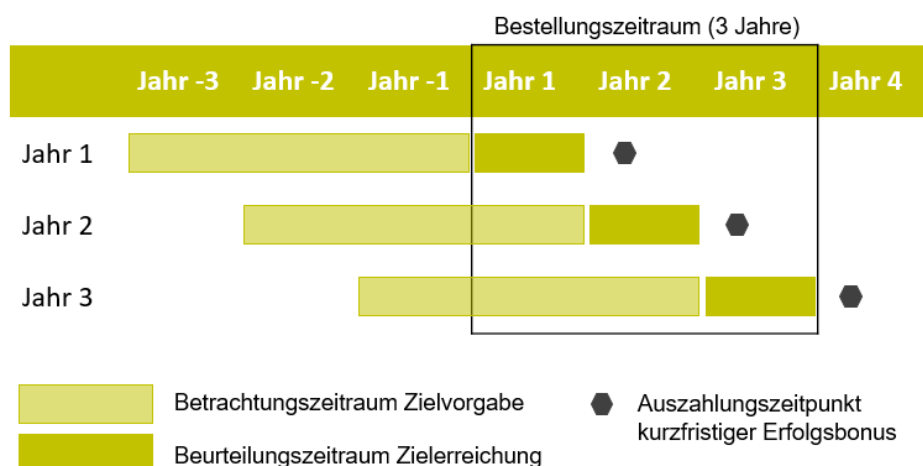 Bestellungszeitraum (3 Jahre)
Jahr -3 Jahr -2 Jahr -1 Jahr 1 Jahr 2 Jahr 3 Jahr 4
Jahr 1
Jahr 2
Jahr 3
Betrachtungszeitraum Zielvorgabe
Beurteilungszeitraum Zielerreichung
Auszahlungszeitpunkt
kurzfristiger Erfolgsbonus